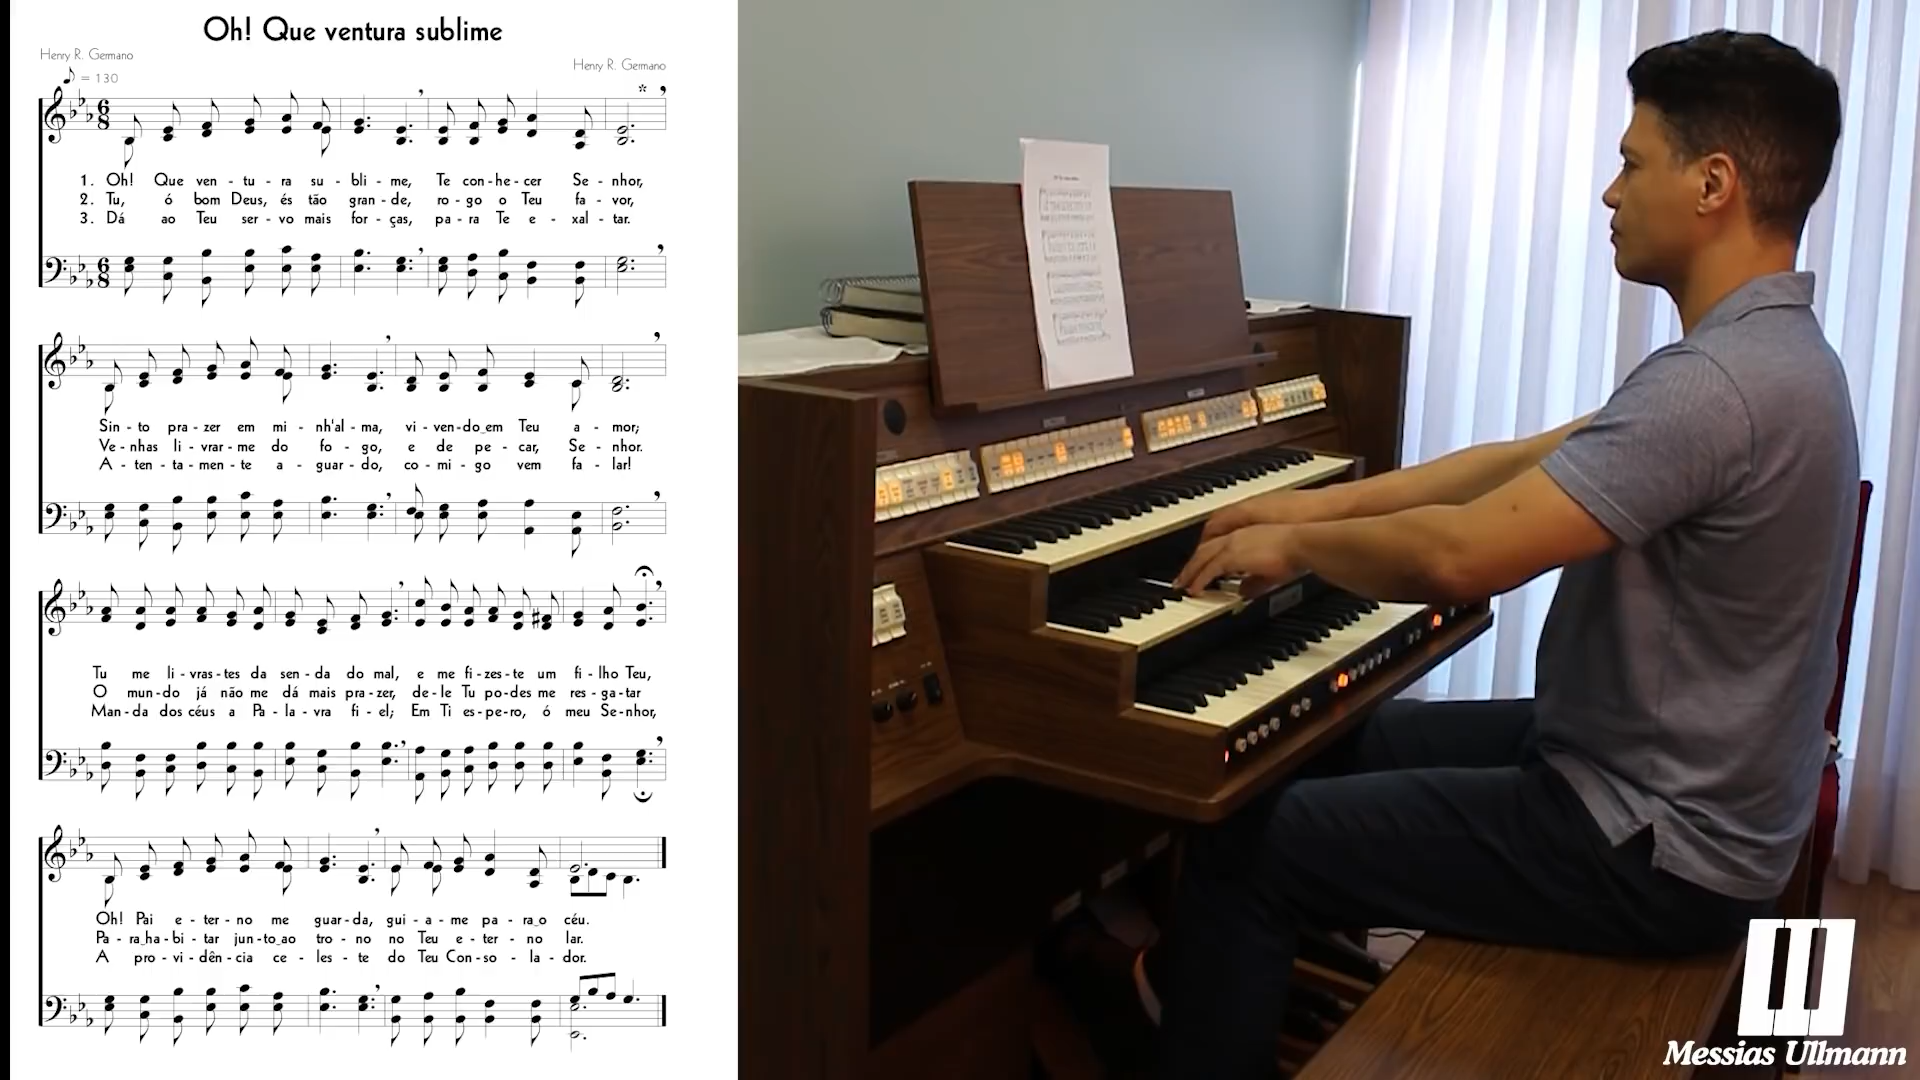 Oh! Que ventura sublime
Henry R. Germano
Henry R. Germano
♪ = 130
1. Oh! Que ven - tu - ra su - bli - me, Te con - he - cer Se - nhor,
2. Tu, ó bom Deus, és tão gran - de, ro - go o Teu fa - vor,
3. Dá ao Teu ser - vo mais for - ças, pa - ra Te e - xal - tar.
Sin - to pra - zer em mi - nh'al - ma, vi - ven - do_em Teu a - mor;
Ve - nhas li - vrar - me do fo - go, e de pe - car, Se - nhor.
A - ten - ta - men - te a - guar - do, co - mi - go vem fa - lar!
Tu me li - vras - tes da sen - da do mal, e me fi - zes - te um fi - lho Teu,
O mun - do já não me dá mais pra - zer, de - le Tu po - des me res - ga - tar
Man - da dos céus a Pa - la - vra fi - el; Em Ti es - pe - ro, ó meu Se - nhor,
Oh! Pai e - ter - no me guar - da, gui - a - me pa - ra_o céu.
Pa - ra_ha - bi - tar jun - to_ao tro - no no Teu e - ter - no lar.
A pro - vi - dên - cia ce - les - te do Teu Con - so - la - dor.
Messias Ullmann